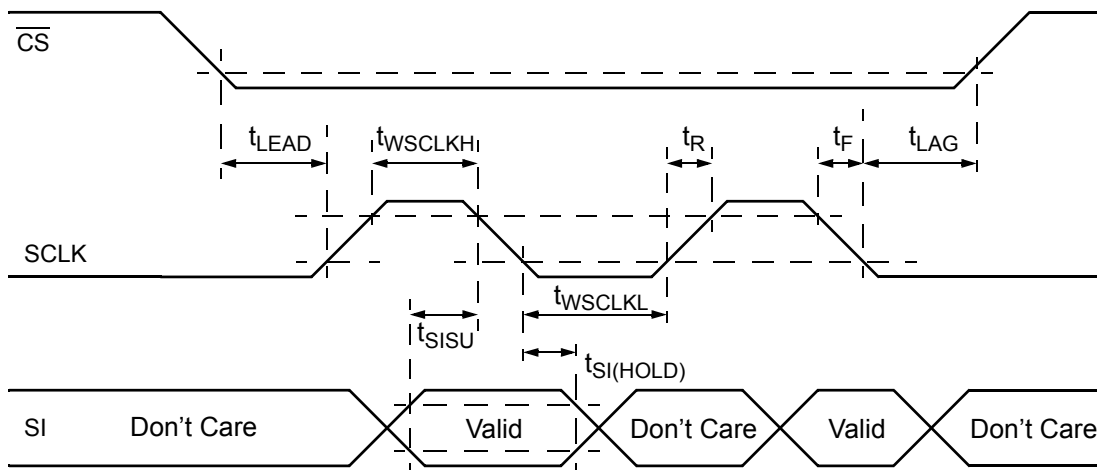 CS
tLEAD tWSCLKH tR tF tLAG
SCLK
tWSCLKL
tSISU
tSI(HOLD)
SI Don't Care Valid Don't Care Valid Don't Care